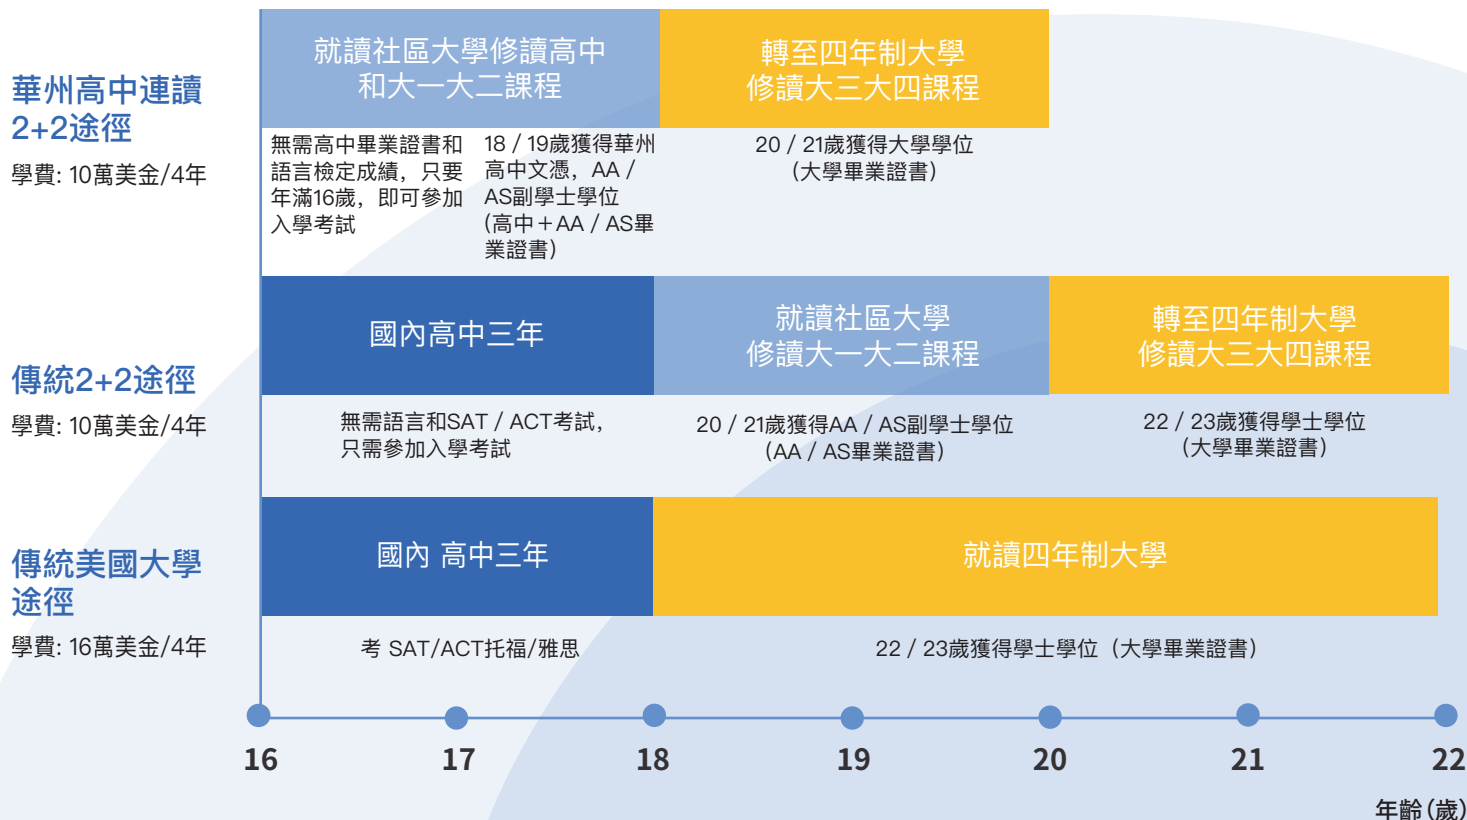 華州高中連讀
2+2途徑
學費: 10萬美金/4年
就讀社區大學修讀高中
和大一大二課程
轉至四年制大學
修讀大三大四課程
無需高中畢業證書和
語言檢定成績，只要
年滿16歲，即可參加
入學考試
18 / 19歲獲得華州
高中文憑，AA /
AS副學士學位
(高中＋AA / AS畢
業證書)
20 / 21歲獲得大學學位
(大學畢業證書)
傳統2+2途徑
學費: 10萬美金/4年
國內高中三年
就讀社區大學
修讀大一大二課程
轉至四年制大學
修讀大三大四課程
無需語言和SAT / ACT考試，
只需參加入學考試
20 / 21歲獲得AA / AS副學士學位
(AA / AS畢業證書)
22 / 23歲獲得學士學位
(大學畢業證書)
傳統美國大學
途徑
學費: 16萬美金/4年
國內 高中三年
就讀四年制大學
考 SAT/ACT托福/雅思
22 / 23歲獲得學士學位（大學畢業證書）
16 17 18 19 20 21 22
年齡(歲)